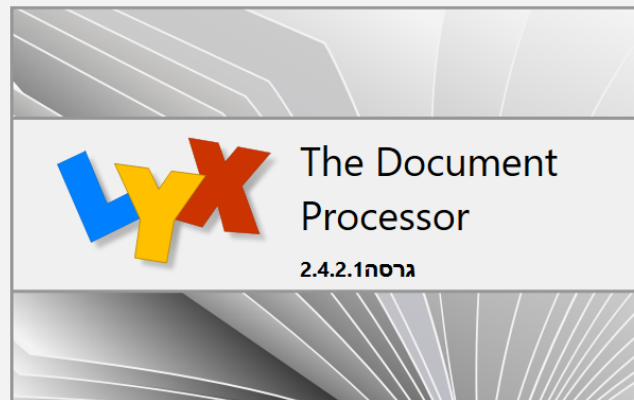 LYX
The Document
Processor
גרסה2.4.2.1